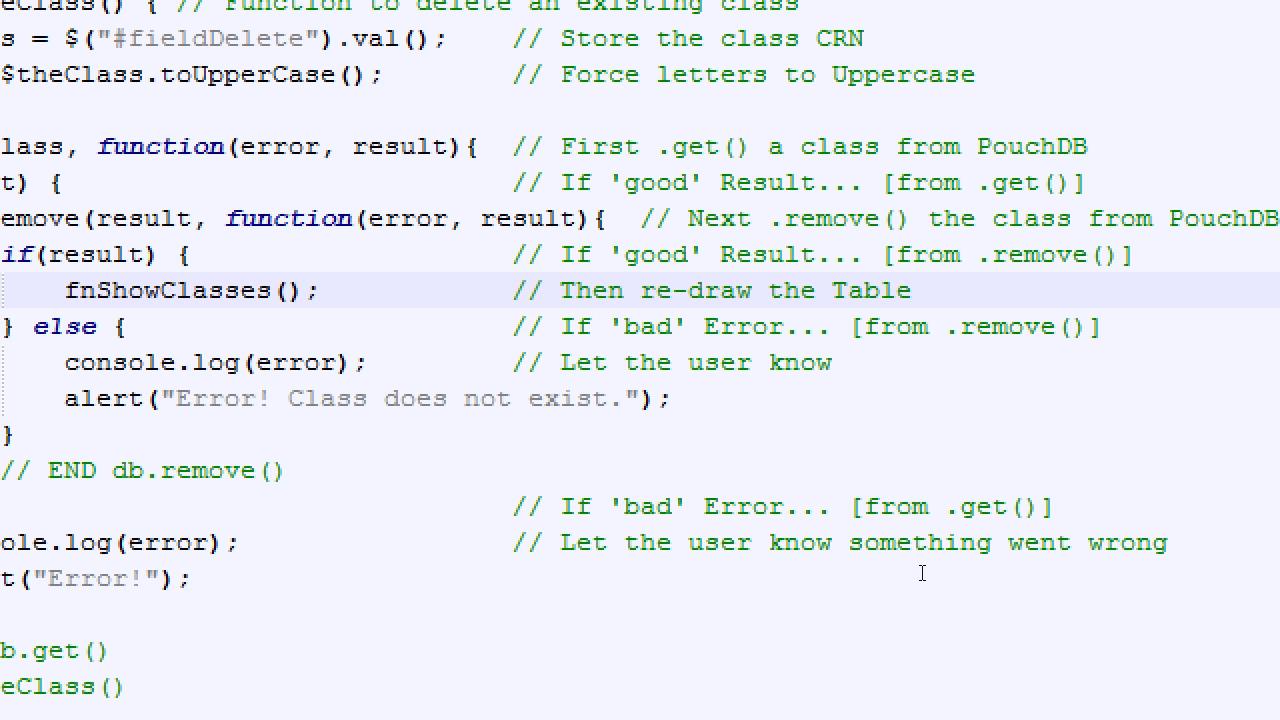 eClass() { // Function to delete an existing class
s = $("#fieldDelete").val(); // Store the class CRN
$theClass.toUpperCase(); // Force letters to Uppercase
lass, function(error, result){ // First .get() a class from PouchDB
t) { // If 'good' Result... [from .get()]
emove(result, function(error, result){ // Next .remove() the class from PouchDB
if(result) { // If 'good' Result... [from .remove()]
fnShowClasses(); // Then re-draw the Table
} else { // If 'bad' Error... [from .remove()]
console.log(error); // Let the user know
alert("Error! Class does not exist.");
}
// END db.remove()
// If 'bad' Error... [from .get()]
ole.log(error); // Let the user know something went wrong
t("Error!");
b.get()
eClass()